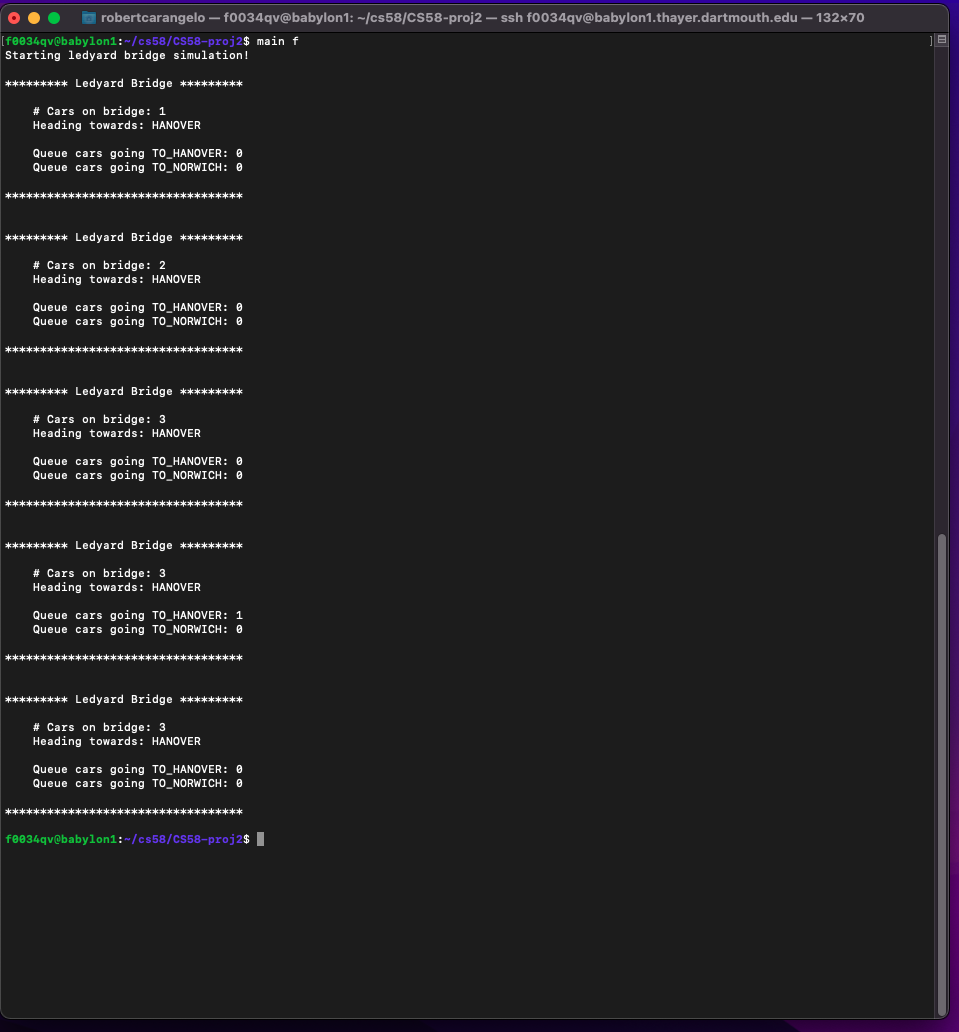 robertcarangelo — f0034qv@babylon1: ~/cs58/CS58-proj2 — ssh f0034qv@babylon1.thayer.dartmouth.edu — 132×70
[f0034qv@babylon1:~/cs58/CS58-proj2$ main f ]
Starting ledyard bridge simulation!
********* Ledyard Bridge *********
# Cars on bridge: 1
Heading towards: HANOVER
Queue cars going TO_HANOVER: 0
Queue cars going TO_NORWICH: 0
**********************************
********* Ledyard Bridge *********
# Cars on bridge: 2
Heading towards: HANOVER
Queue cars going TO_HANOVER: 0
Queue cars going TO_NORWICH: 0
**********************************
********* Ledyard Bridge *********
# Cars on bridge: 3
Heading towards: HANOVER
Queue cars going TO_HANOVER: 0
Queue cars going TO_NORWICH: 0
**********************************
********* Ledyard Bridge *********
# Cars on bridge: 3
Heading towards: HANOVER
Queue cars going TO_HANOVER: 1
Queue cars going TO_NORWICH: 0
**********************************
********* Ledyard Bridge *********
# Cars on bridge: 3
Heading towards: HANOVER
Queue cars going TO_HANOVER: 0
Queue cars going TO_NORWICH: 0
**********************************
f0034qv@babylon1:~/cs58/CS58-proj2$